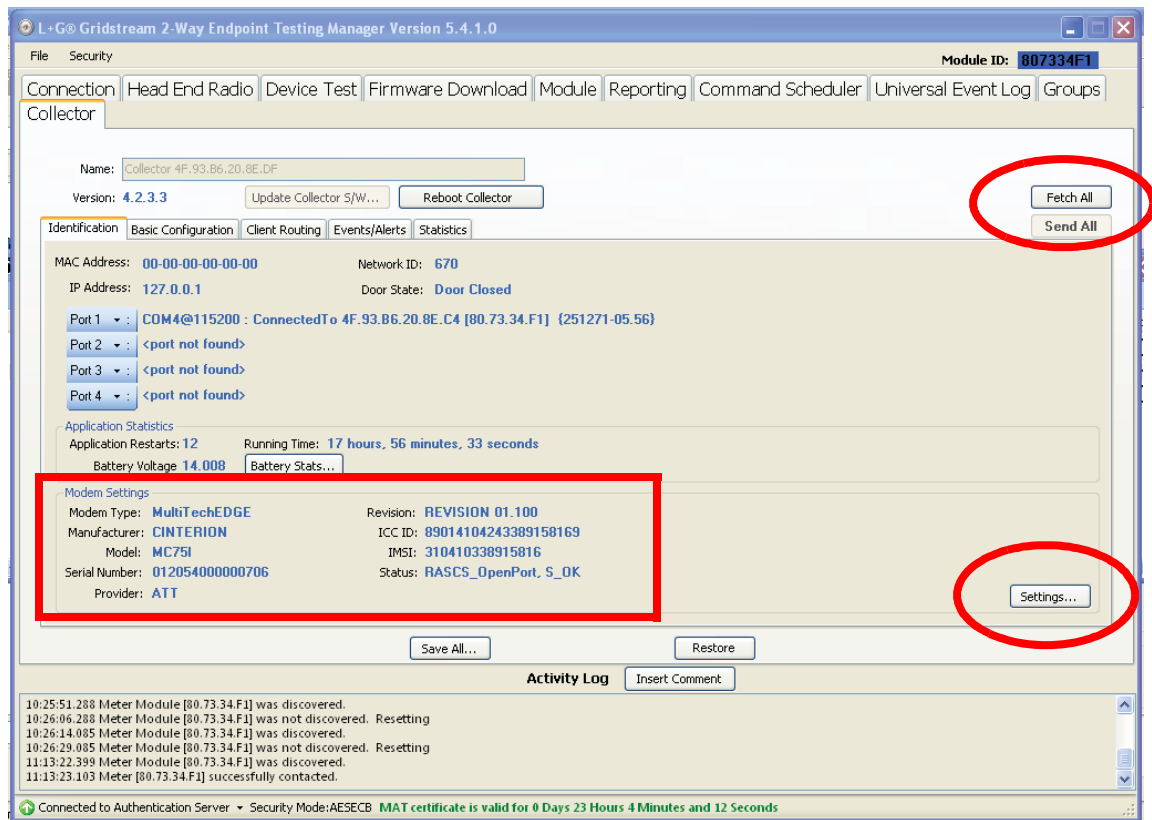 L+G® Gridstream 2-Way Endpoint Testing Manager Version 5.4.1.0
File Security
Module ID: 807334F1
Connection Head End Radio Device Test Firmware Download Module Reporting Command Scheduler Universal Event Log Groups
Collector
Name: Collector 4F.93.B6.20.8E.DF
Version: 4.2.3.3 Update Collector S/W... Reboot Collector Fetch All
Send All
Identification Basic Configuration Client Routing Events/Alerts Statistics
MAC Address: 00-00-00-00-00-00 Network ID: 670
IP Address: 127.0.0.1 Door State: Door Closed
Port 1 : COM4@115200 : ConnectedTo 4F.93.B6.20.8E.C4 [80.73.34.F1] {251271-05.56}
Port 2 : <port not found>
Port 3 : <port not found>
Port 4 : <port not found>
Application Statistics
Application Restarts: 12 Running Time: 17 hours, 56 minutes, 33 seconds
Battery Voltage 14.008 Battery Stats...
Modem Settings
Modem Type: MultiTechEDGE Revision: REVISION 01.100
Manufacturer: CINTERION ICC ID: 89014104243389158169
Model: MC75I IMSI: 310410338915816
Serial Number: 012054000000706 Status: RASCS_OpenPort, S_OK
Provider: ATT
Settings...
Save All... Restore
Activity Log Insert Comment
10:25:51.288 Meter Module [80.73.34.F1] was discovered.
10:26:06.288 Meter Module [80.73.34.F1] was not discovered. Resetting
10:26:14.085 Meter Module [80.73.34.F1] was discovered.
10:26:29.085 Meter Module [80.73.34.F1] was not discovered. Resetting
11:13:22.399 Meter Module [80.73.34.F1] was discovered.
11:13:23.103 Meter [80.73.34.F1] successfully contacted.
Connected to Authentication Server Security Mode:AESECB MAT certificate is valid for 0 Days 23 Hours 4 Minutes and 12 Seconds